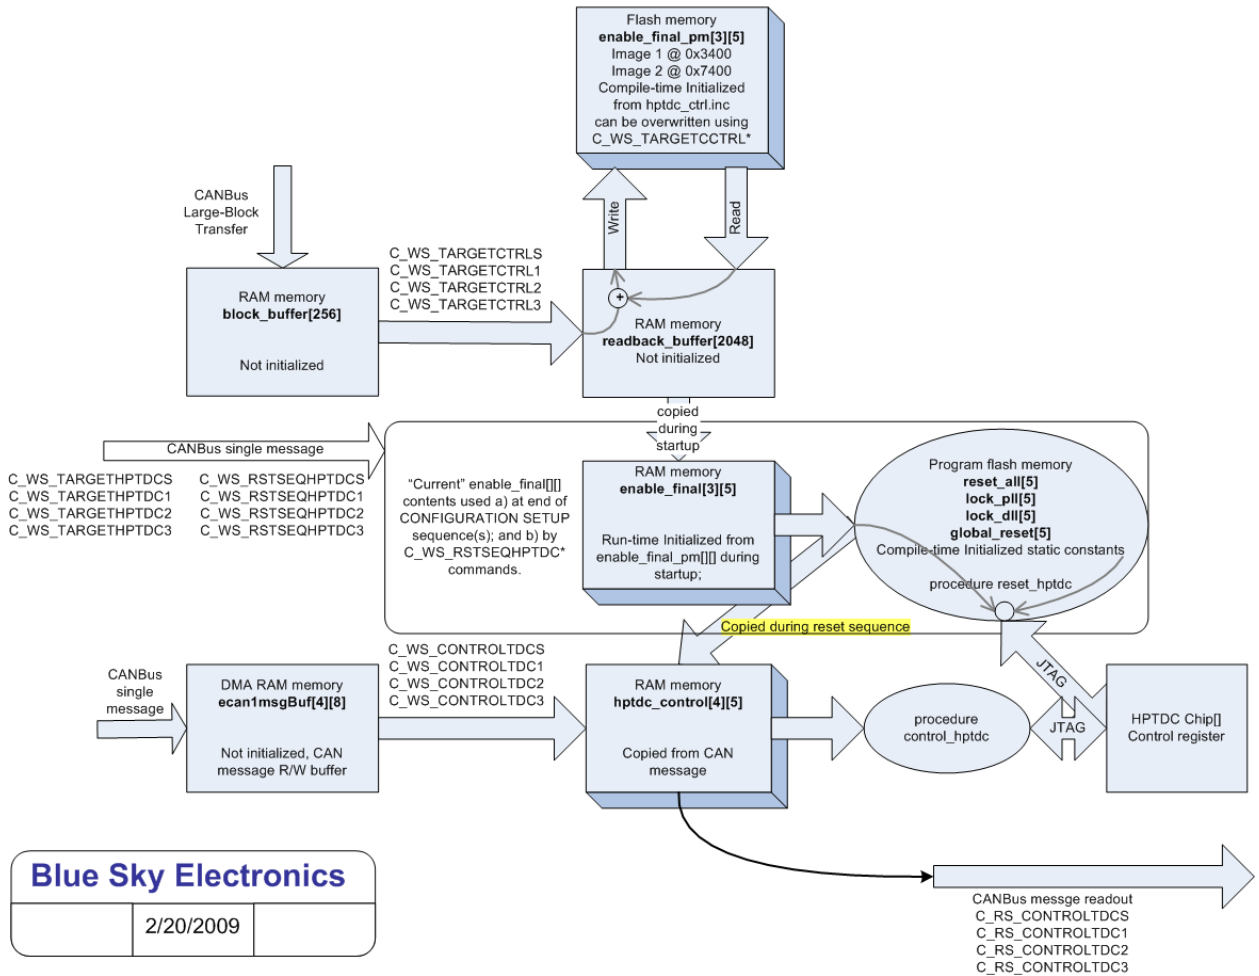 Flash memory
enable_final_pm[3][5]
Image 1 @ 0x3400
Image 2 @ 0x7400
Compile-time Initialized
from hptdc_ctrl.inc
can be overwritten using
C_WS_TARGETCCTRL*
CANBus
Large-Block
Transfer
Write
Read
C_WS_TARGETCTRLS
C_WS_TARGETCTRL1
C_WS_TARGETCTRL2
C_WS_TARGETCTRL3
RAM memory
block_buffer[256]
Not initialized
+
RAM memory
readback_buffer[2048]
Not initialized
copied
during
startup
CANBus single message
C_WS_TARGETHPTDCS
C_WS_TARGETHPTDC1
C_WS_TARGETHPTDC2
C_WS_TARGETHPTDC3
C_WS_RSTSEQHPTDCS
C_WS_RSTSEQHPTDC1
C_WS_RSTSEQHPTDC2
C_WS_RSTSEQHPTDC3
“Current” enable_final[][]
contents used a) at end of
CONFIGURATION SETUP
sequence(s); and b) by
C_WS_RSTSEQHPTDC*
commands.
RAM memory
enable_final[3][5]
Run-time Initialized from
enable_final_pm[][] during
startup;
Program flash memory
reset_all[5]
lock_pll[5]
lock_dll[5]
global_reset[5]
Compile-time Initialized static constants
procedure reset_hptdc
Copied during reset sequence
JTAG
CANBus
single
message
DMA RAM memory
ecan1msgBuf[4][8]
Not initialized, CAN
message R/W buffer
C_WS_CONTROLTDCS
C_WS_CONTROLTDC1
C_WS_CONTROLTDC2
C_WS_CONTROLTDC3
RAM memory
hptdc_control[4][5]
Copied from CAN
message
procedure
control_hptdc
JTAG
HPTDC Chip[]
Control register
Blue Sky Electronics
2/20/2009
CANBus messge readout
C_RS_CONTROLTDCS
C_RS_CONTROLTDC1
C_RS_CONTROLTDC2
C_RS_CONTROLTDC3